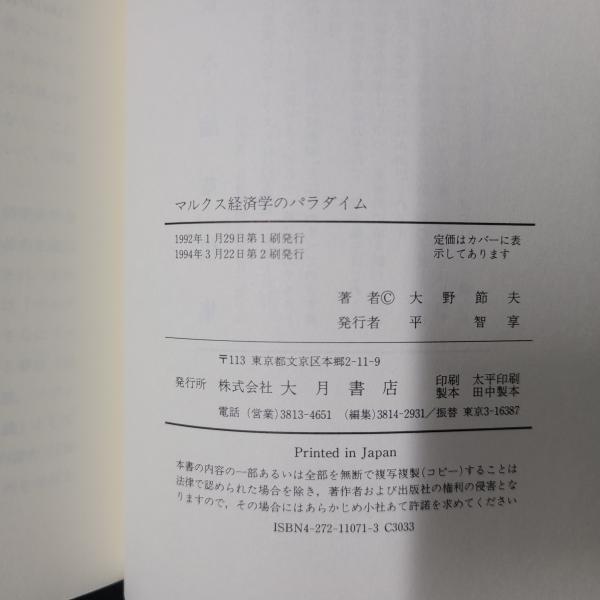 マルクス経済学のパラダイム
1992年1月29日第1刷発行
1994年3月22日第2刷発行
定価はカバーに表
示してあります
著 者© 大野節夫
発行者 平 智享
〒113 東京都文京区本郷2-11-9
発行所 株式会社 大月書店 印刷 太平印刷
製本 田中製本
電話(営業)3813-4651 (編集)3814-2931/振替 東京3-16387
Printed in Japan
本書の内容の一部あるいは全部を無断で複写複製(コピー)することは
法律で認められた場合を除き,著作者および出版社の権利の侵害とな
りますので,その場合にはあらかじめ小社あて許諾を求めてください
ISBN4-272-11071-3 C3033